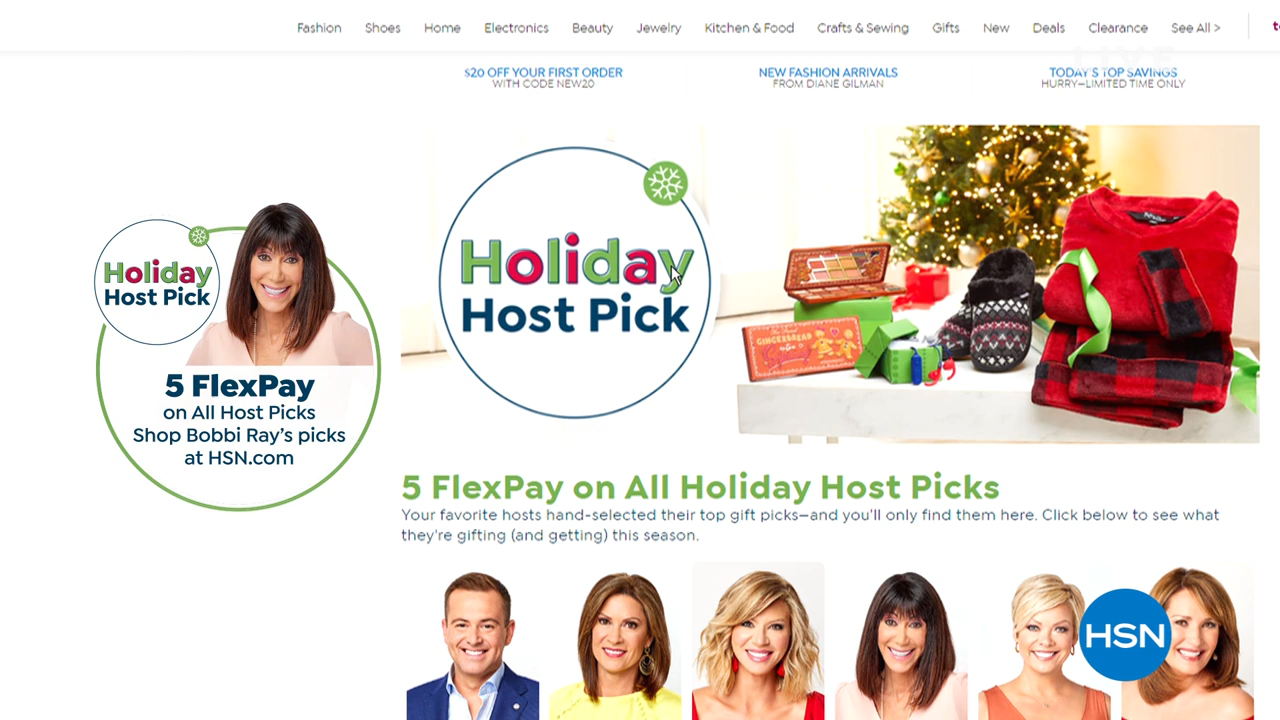 Fashion Shoes Home Electronics Beauty Jewelry Kitchen & Food Crafts & Sewing Gifts New Deals Clearance See All >
LIVE
$20 OFF YOUR FIRST ORDER
WITH CODE NEW20
NEW FASHION ARRIVALS
FROM DIANE GILMAN
TODAY'S TOP SAVINGS
HURRY—LIMITED TIME ONLY
Holiday
Host Pick
5 FlexPay
on All Host Picks
Shop Bobbi Ray's picks
at HSN.com
Holiday
Host Pick
GINGERBREAD
5 FlexPay on All Holiday Host Picks
Your favorite hosts hand-selected their top gift picks—and you'll only find them here. Click below to see what
they're gifting (and getting) this season.
HSN